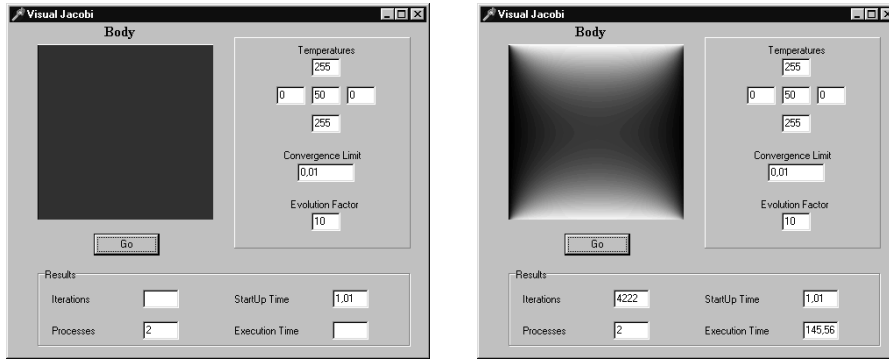 Visual Jacobi
Body
Temperatures
255
0 50 0
255
Convergence Limit
0,01
Evolution Factor
10
Go
Results
Iterations
StartUp Time 1,01
Processes 2
Execution Time
Visual Jacobi
Body
Temperatures
255
0 50 0
255
Convergence Limit
0,01
Evolution Factor
10
Go
Results
Iterations 4222
StartUp Time 1,01
Processes 2
Execution Time 145,56